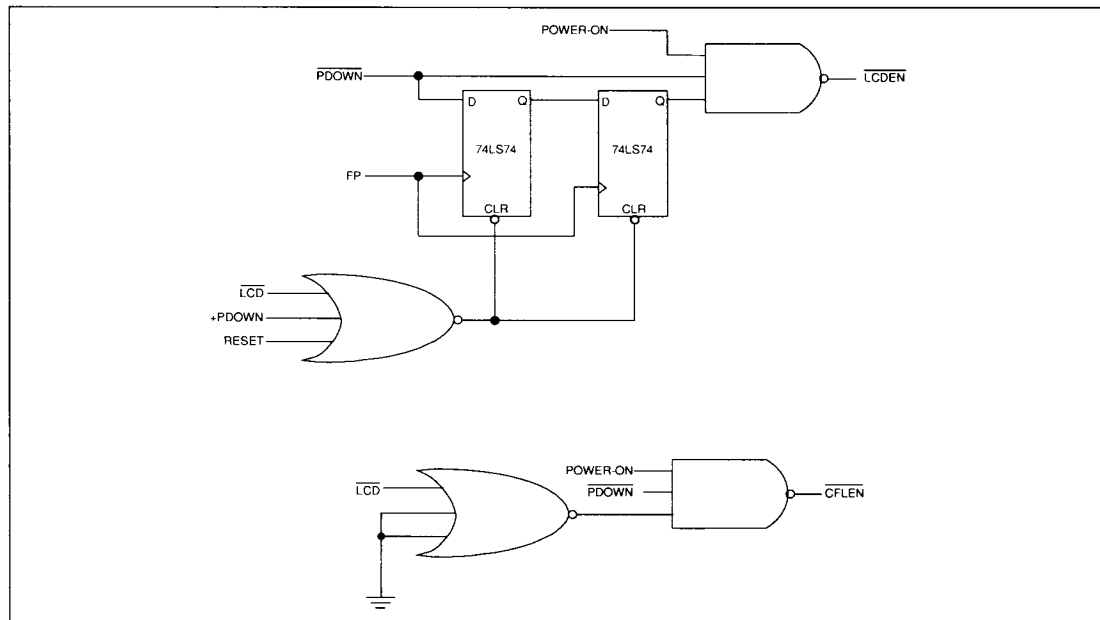 POWER-ON
PDOWN
LCDEN
D Q
D Q
74LS74
74LS74
FP
CLR
CLR
LCD
+PDOWN
RESET
POWER-ON
LCD
PDOWN
CFLEN